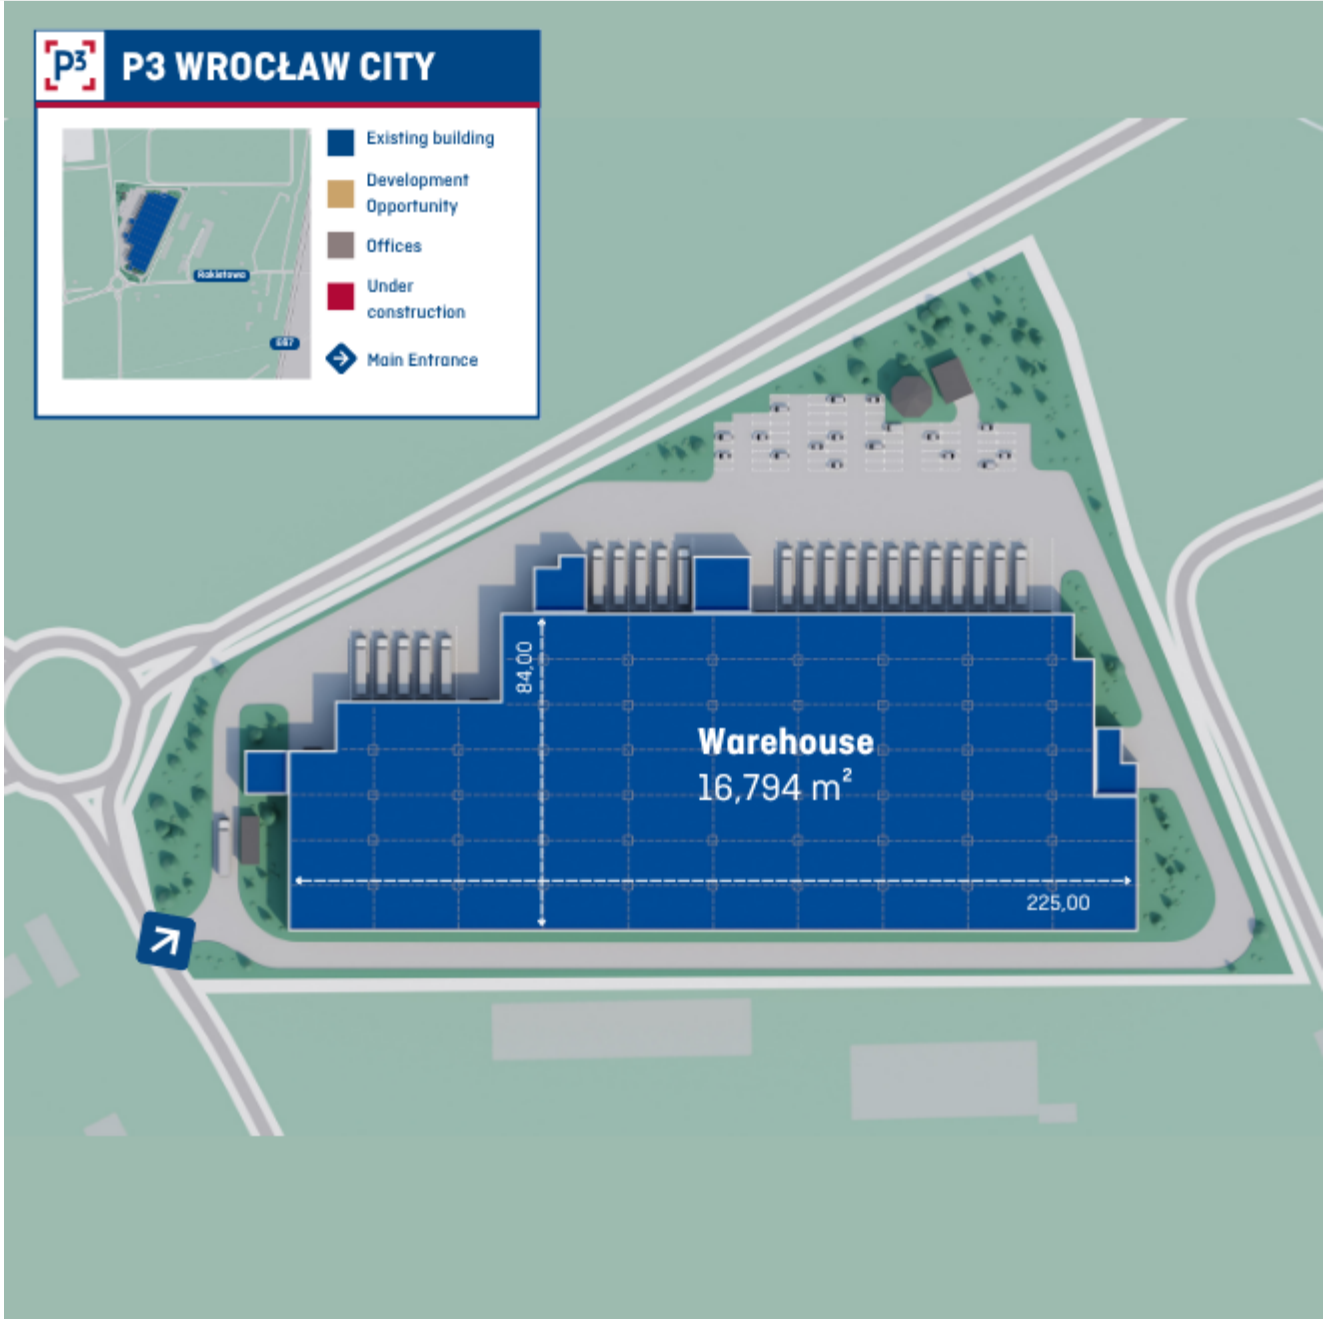 P3
P3 WROCŁAW CITY
Existing building
Development
Opportunity
Offices
Under
construction
Main Entrance
Rakietowa
84,00
Warehouse
16,794 m²
225,00